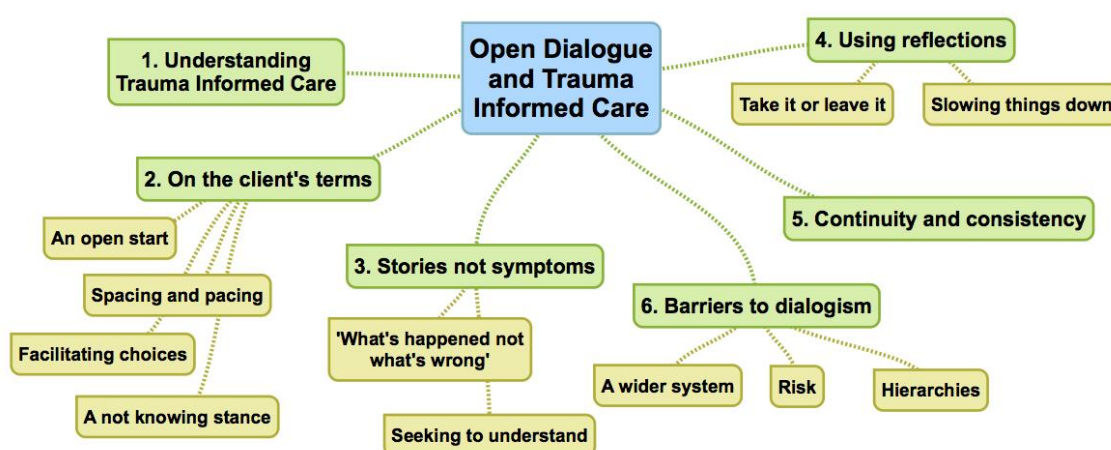 Open Dialogue
and Trauma
Informed Care
1. Understanding
Trauma Informed Care
2. On the client's terms
An open start
Spacing and pacing
Facilitating choices
A not knowing stance
3. Stories not symptoms
'What's happened not
what's wrong'
Seeking to understand
4. Using reflections
Take it or leave it
Slowing things down
5. Continuity and consistency
6. Barriers to dialogism
A wider system
Risk
Hierarchies